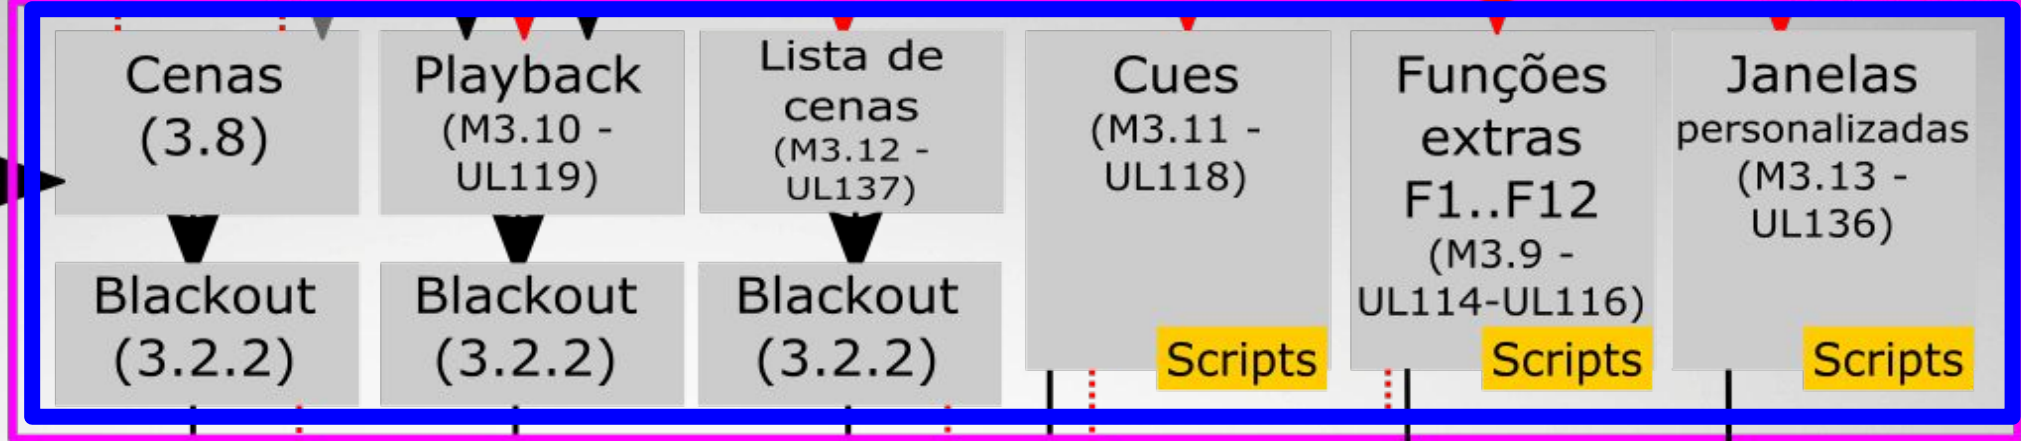 Cenas
(3.8)
Playback
(M3.10 -
UL119)
Lista de
cenas
(M3.12 -
UL137)
Cues
(M3.11 -
UL118)
Scripts
Funções
extras
F1..F12
(M3.9 -
UL114-UL116)
Scripts
Janelas
personalizadas
(M3.13 -
UL136)
Scripts
Blackout
(3.2.2)
Blackout
(3.2.2)
Blackout
(3.2.2)